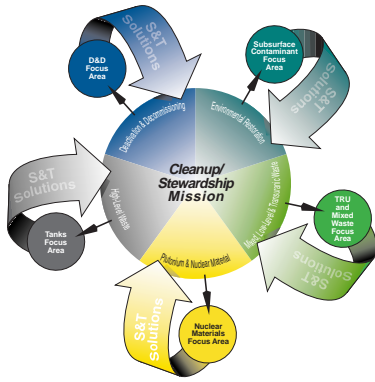 S&T
Solutions
D&D
Focus
Area
Subsurface
Contaminant
Focus
Area
S&T
Solutions
Deactivation & Decommissioning
Environmental Restoration
Cleanup/
Stewardship
Mission
S&T
Solutions
High-Level Waste
Mixed, Low-Level & Transuranic Waste
TRU
and
Mixed
Waste
Focus
Area
Tanks
Focus
Area
S&T
Solutions
Plutonium & Nuclear Material
S&T
Solutions
Nuclear
Materials
Focus Area